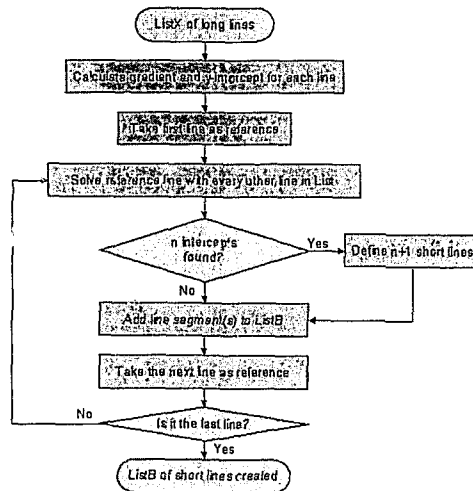 ListX of long lines
Calculate gradient and y-intercept for each line
Take first line as reference
Solve reference line with every other line in List
n intercepts
found?
Yes
Define n+1 short lines
No
Add line segment(s) to ListB
Take the next line as reference
No
Is it the last line?
Yes
ListB of short lines created